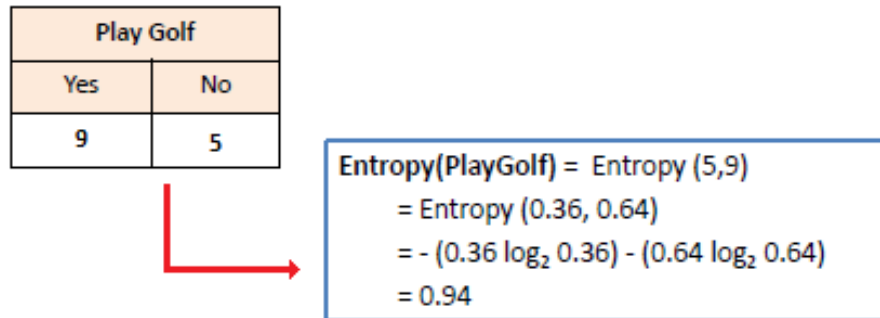 Play Golf
Yes No
9 5
Entropy(PlayGolf) = Entropy (5,9)
= Entropy (0.36, 0.64)
= - (0.36 log₂ 0.36) - (0.64 log₂ 0.64)
= 0.94